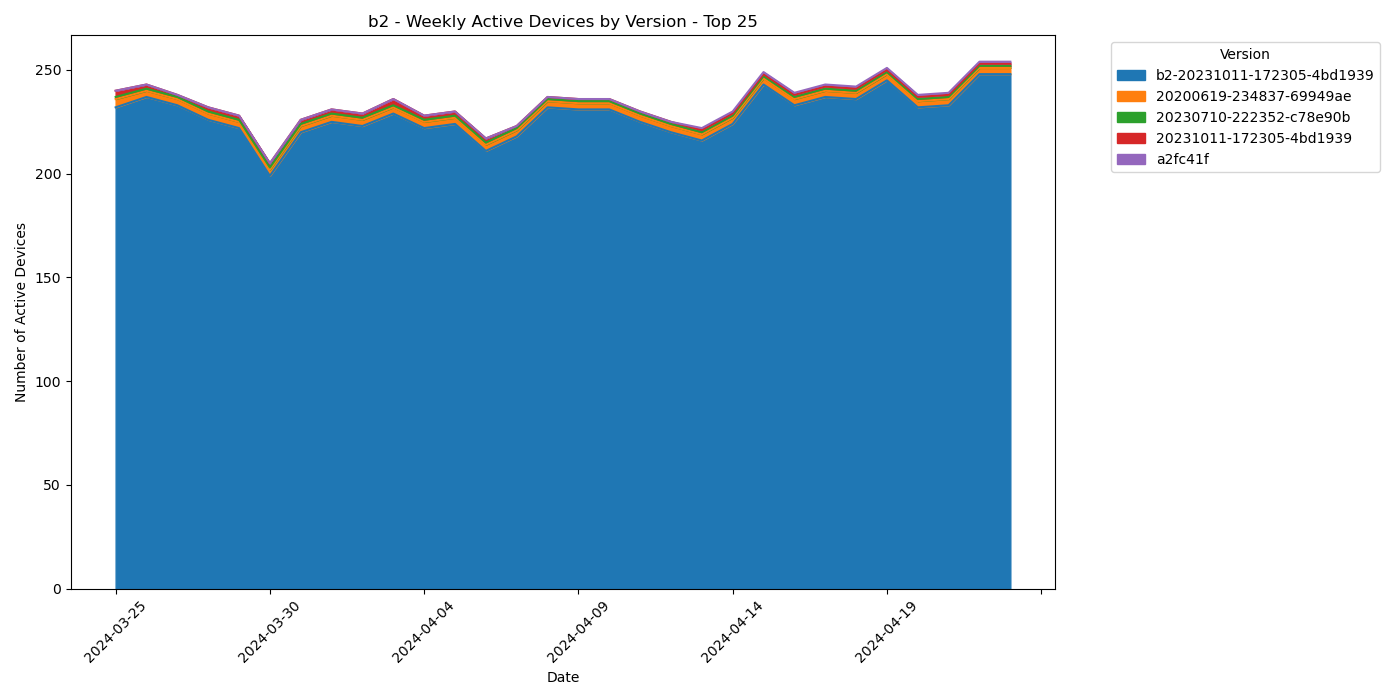 b2 - Weekly Active Devices by Version - Top 25
Number of Active Devices
250
200
150
100
50
0
2024-03-25
2024-03-30
2024-04-04
2024-04-09
2024-04-14
2024-04-19
Date
Version
b2-20231011-172305-4bd1939
20200619-234837-69949ae
20230710-222352-c78e90b
20231011-172305-4bd1939
a2fc41f